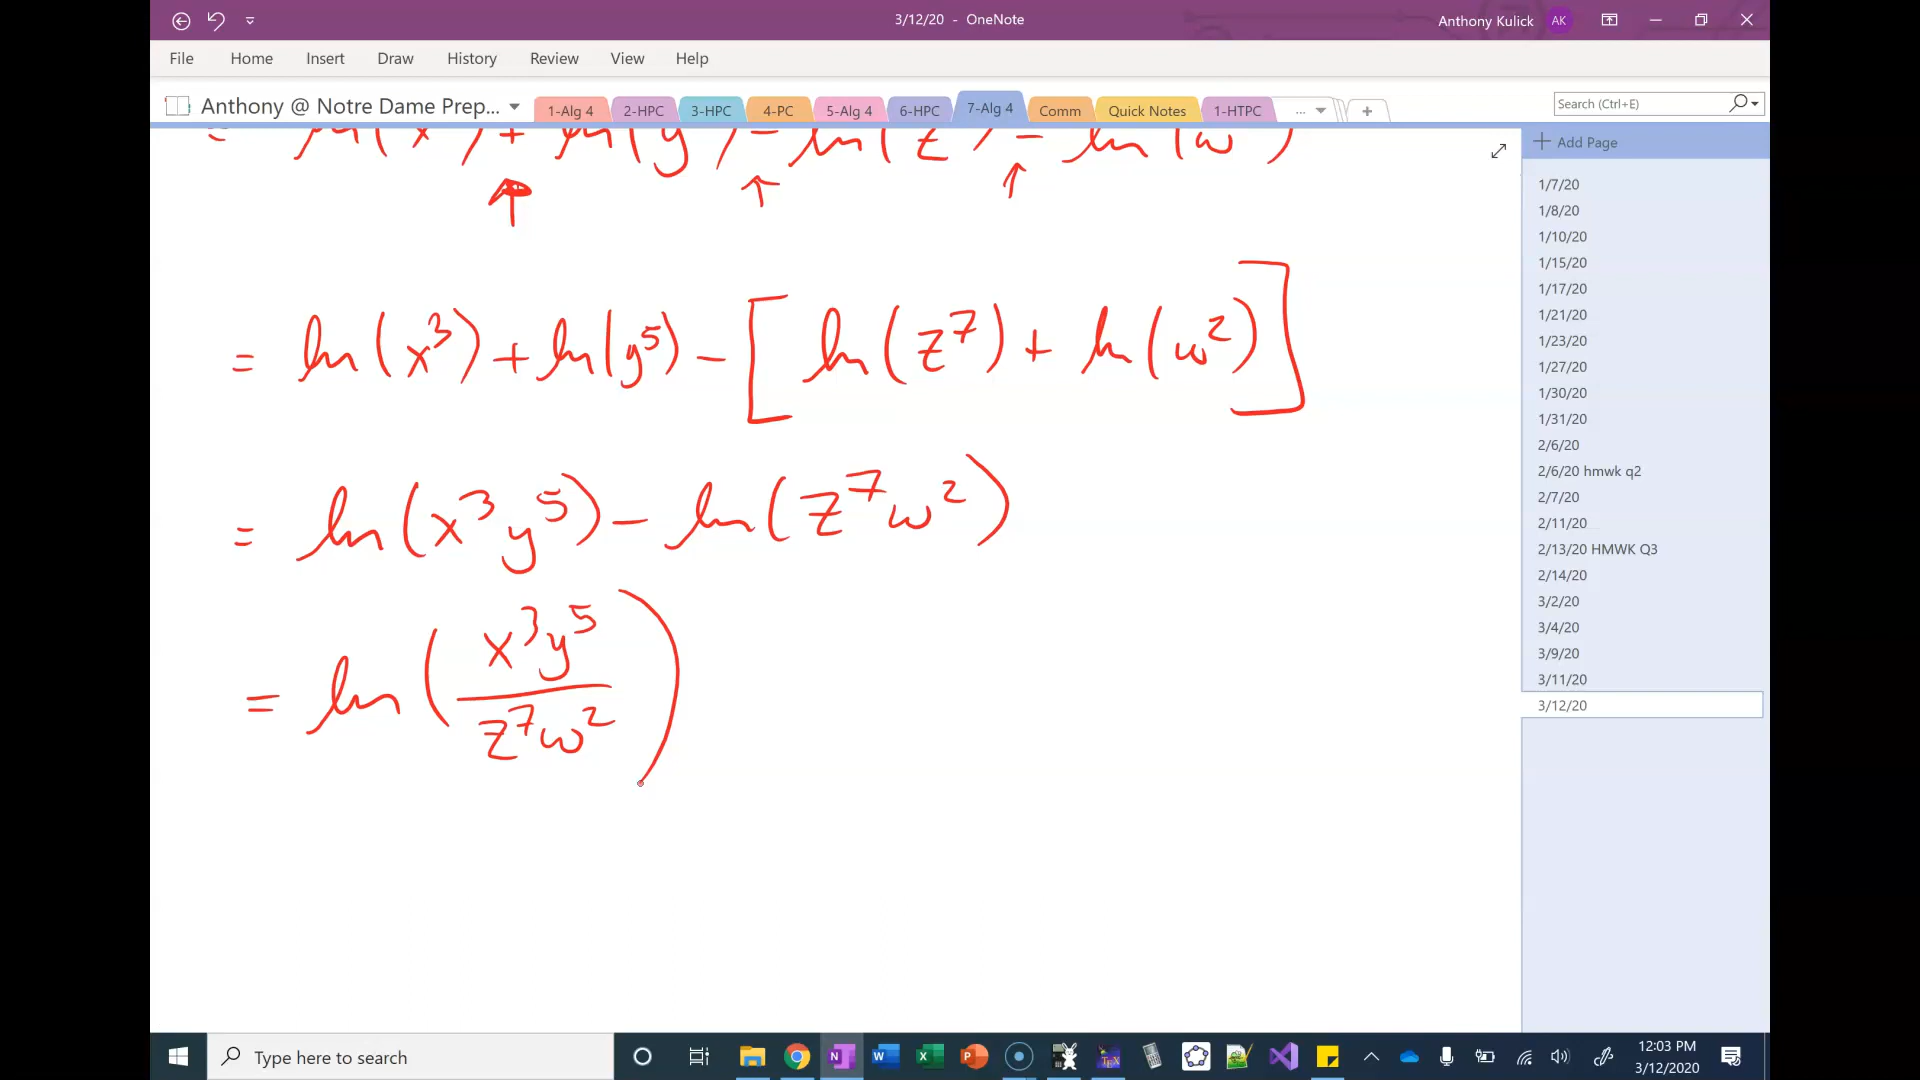 3/12/20 - OneNote
Anthony Kulick AK
File Home Insert Draw History Review View Help
Anthony @ Notre Dame Prep... 1-Alg 4 2-HPC 3-HPC 4-PC 5-Alg 4 6-HPC 7-Alg 4 Comm Quick Notes 1-HTPC ... + Search (Ctrl+E)
+ Add Page
1/7/20
1/8/20
1/10/20
1/15/20
1/17/20
1/21/20
1/23/20
1/27/20
1/30/20
1/31/20
2/6/20
2/6/20 hmwk q2
2/7/20
2/11/20
2/13/20 HMWK Q3
2/14/20
3/2/20
3/4/20
3/9/20
3/11/20
3/12/20
= ln(x³) + ln(y⁵) - [ln(z⁷) + ln(w²)]
= ln(x³y⁵) - ln(z⁷w²)
= ln(x³y⁵/z⁷w²)
Type here to search
12:03 PM
3/12/2020